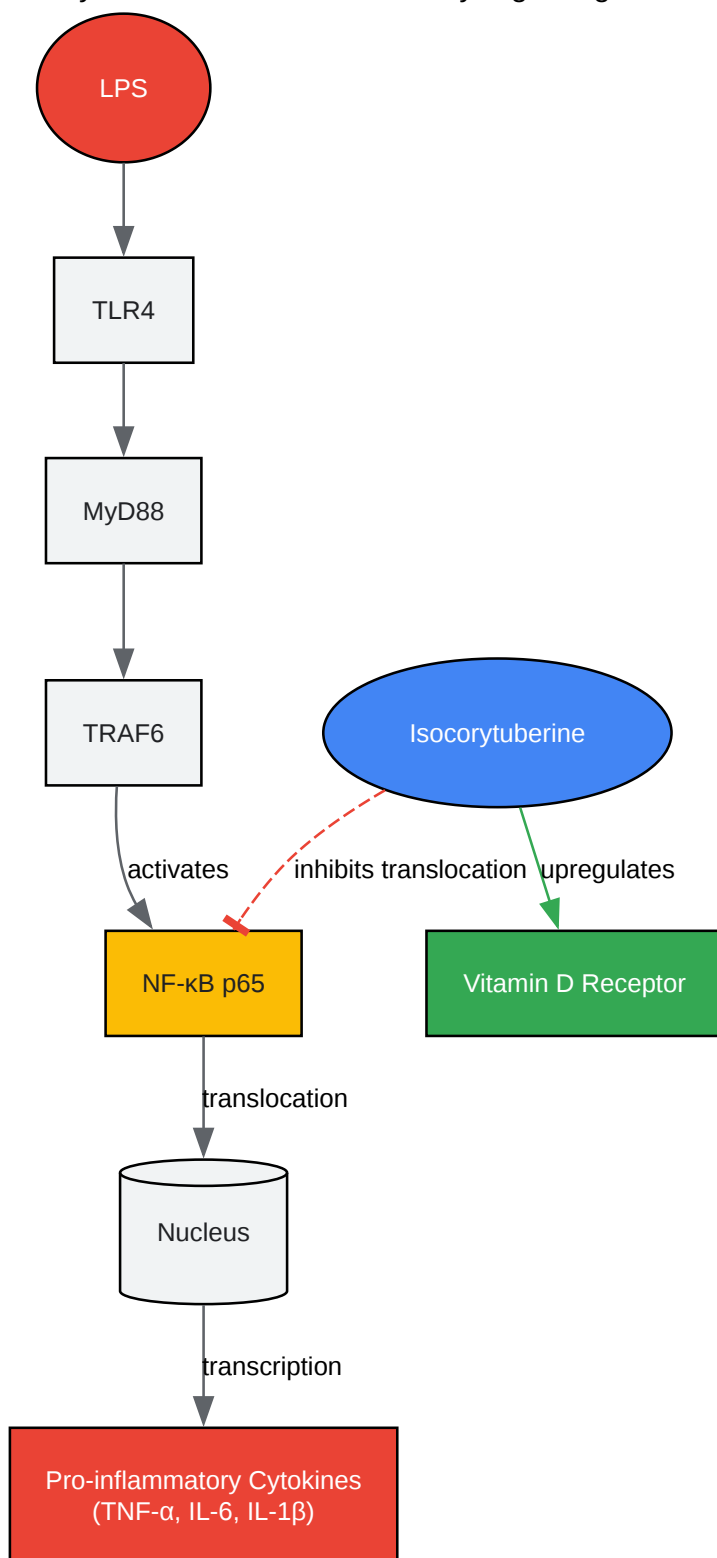 LPS
TLR4
MyD88
TRAF6
Isocorytuberine
activates
inhibits translocation
upregulates
NF-κB p65
Vitamin D Receptor
translocation
Nucleus
transcription
Pro-inflammatory Cytokines
(TNF-α, IL-6, IL-1β)